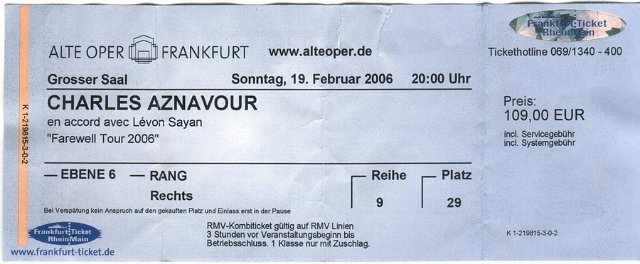 ALTE OPER FRANKFURT www.alteoper.de
Frankfurt-Ticket
RheinMain
Tickethotline 069/1340 - 400
Grosser Saal Sonntag, 19. Februar 2006 20:00 Uhr
CHARLES AZNAVOUR
en accord avec Lévon Sayan
"Farewell Tour 2006"
Preis:
109,00 EUR
incl. Servicegebühr
incl. Systemgebühr
K 1-219815-3-0-2
EBENE 6 RANG Reihe Platz
Rechts 9 29
Bei Verspätung kein Anspruch auf den gekauften Platz und Einlass erst in der Pause
RMV-Kombiticket gültig auf RMV Linien
3 Stunden vor Veranstaltungsbeginn bis
Betriebsschluss. 1 Klasse nur mit Zuschlag.
K 1-219815-3-0-2
Frankfurt-Ticket
RheinMain
www.frankfurt-ticket.de